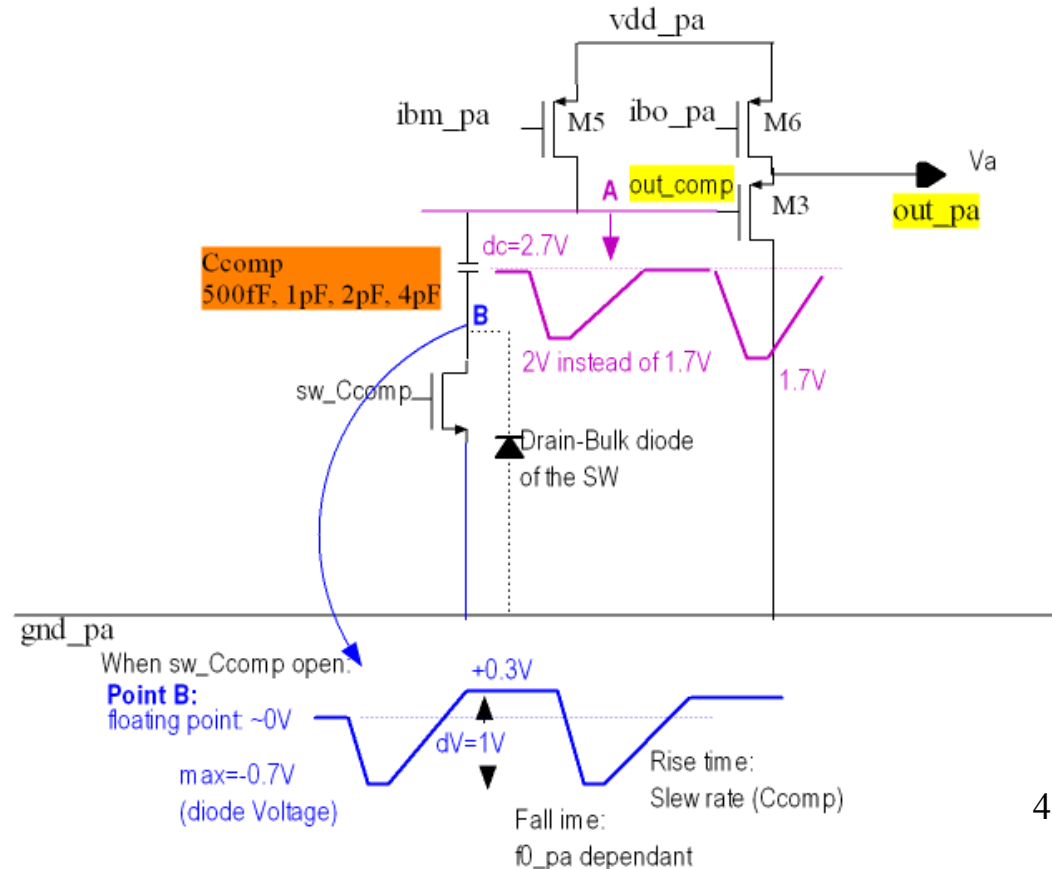 vdd_pa
ibm_pa
M5
ibo_pa
M6
Va
A
out_comp
M3
out_pa
dc=2.7V
Ccomp
500fF, 1pF, 2pF, 4pF
B
2V instead of 1.7V
1.7V
sw_Ccomp
Drain-Bulk diode
of the SW
gnd_pa
When sw_Ccomp open:
+0.3V
Point B:
floating point: ~0V
dV=1V
max=-0.7V
(diode Voltage)
Rise time:
Slew rate (Ccomp)
4
Fall ime:
f0_pa dependant